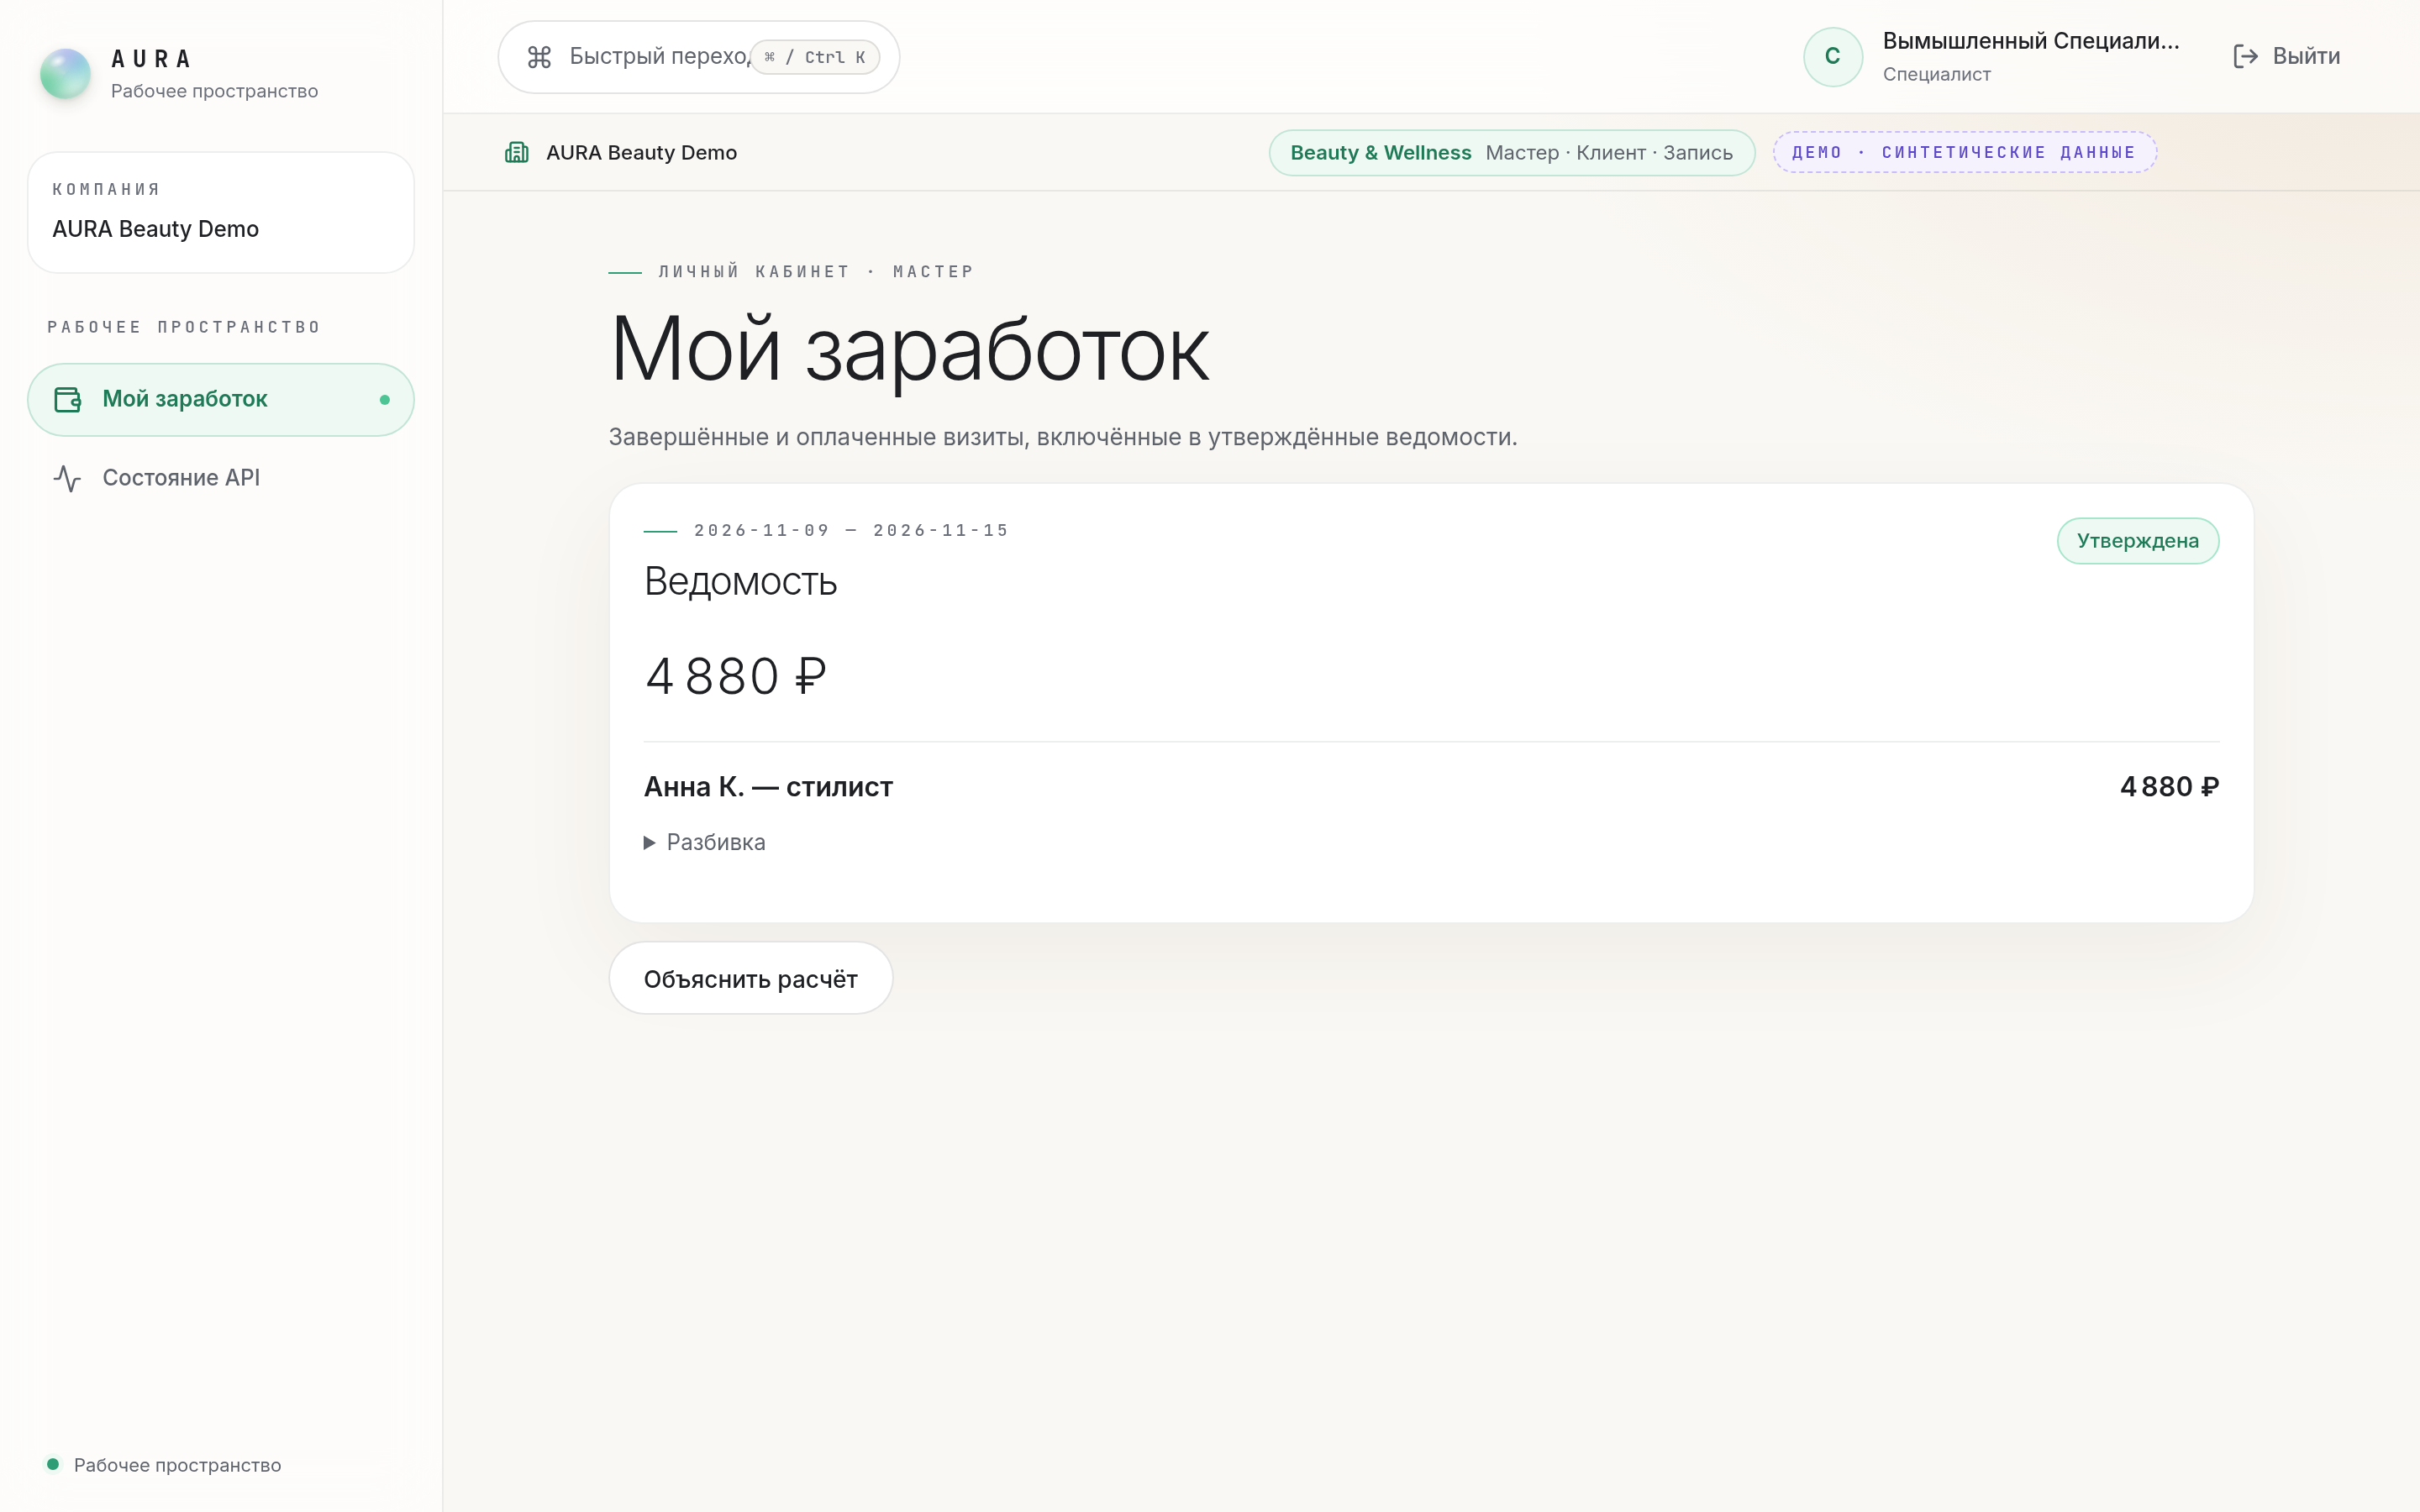 AURA
Рабочее пространство
КОМПАНИЯ
AURA Beauty Demo
РАБОЧЕЕ ПРОСТРАНСТВО
Мой заработок
Состояние API
Рабочее пространство
Быстрый переход
⌘ / Ctrl K
С
Вымышленный Специали...
Специалист
Выйти
AURA Beauty Demo
Beauty & Wellness Мастер · Клиент · Запись
ДЕМО · СИНТЕТИЧЕСКИЕ ДАННЫЕ
ЛИЧНЫЙ КАБИНЕТ · МАСТЕР
Мой заработок
Завершённые и оплаченные визиты, включённые в утверждённые ведомости.
2026-11-09 — 2026-11-15
Утверждена
Ведомость
4 880 ₽
Анна К. — стилист
4 880 ₽
Разбивка
Объяснить расчёт